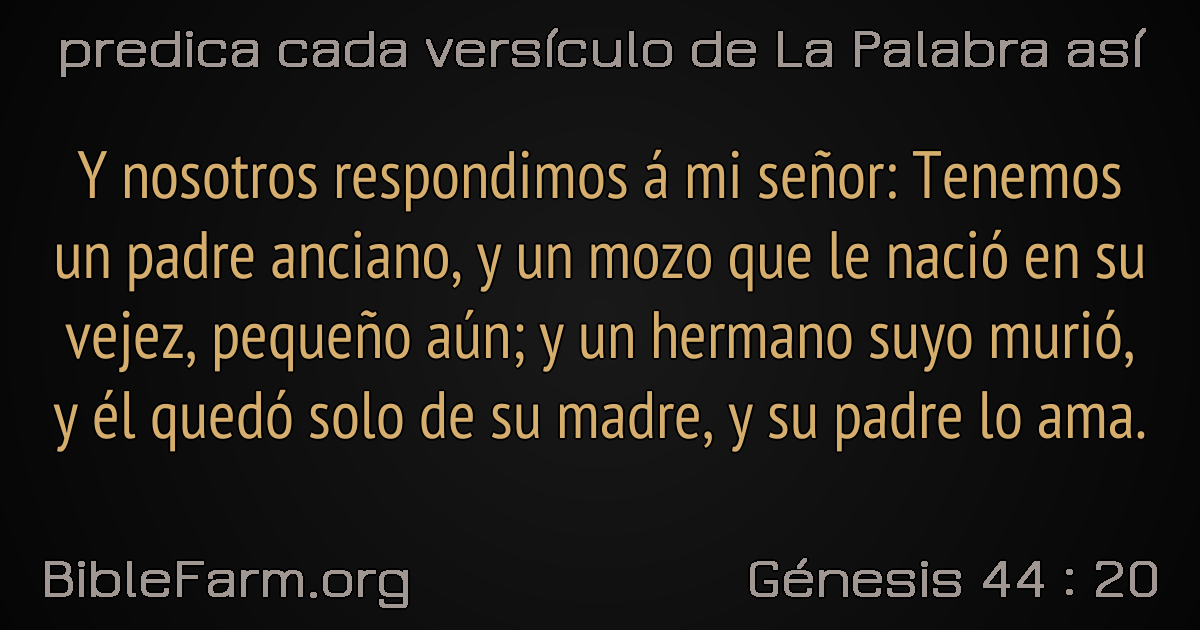 predica cada versículo de La Palabra así
Y nosotros respondimos á mi señor: Tenemos
un padre anciano, y un mozo que le nació en su
vejez, pequeño aún; y un hermano suyo murió,
y él quedó solo de su madre, y su padre lo ama.
BibleFarm.org
Génesis 44 : 20